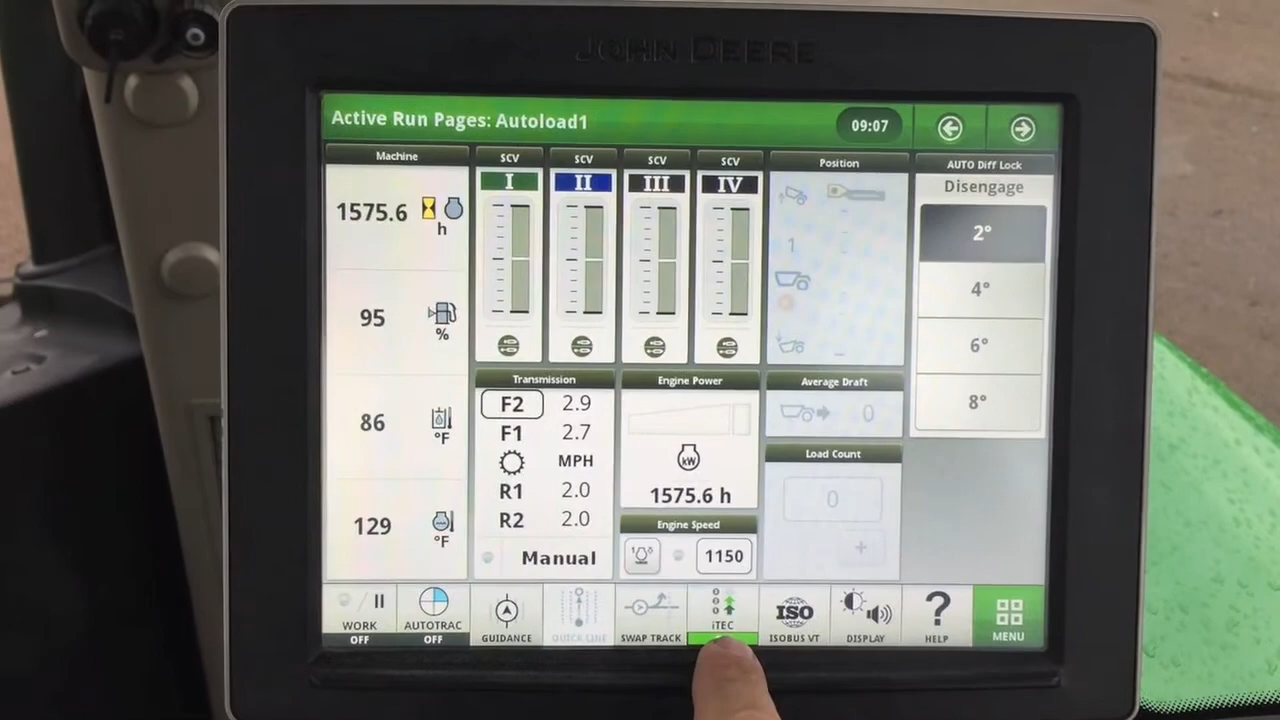 JOHN DEERE
Active Run Pages: Autoload1
09:07
Machine
1575.6
h
95
%
86
°F
129
°F
SCV
I
SCV
II
SCV
III
SCV
IV
Position
1
AUTO Diff Lock
Disengage
2°
4°
6°
8°
Transmission
F2 2.9
F1 2.7
MPH
R1 2.0
R2 2.0
Manual
Engine Power
kW
1575.6 h
Engine Speed
1150
Average Draft
0
Load Count
0
+
WORK
OFF
AUTOTRAC
OFF
GUIDANCE
QUICK LINE
SWAP TRACK
iTEC
ISO
ISOBUS VT
DISPLAY
?
HELP
MENU